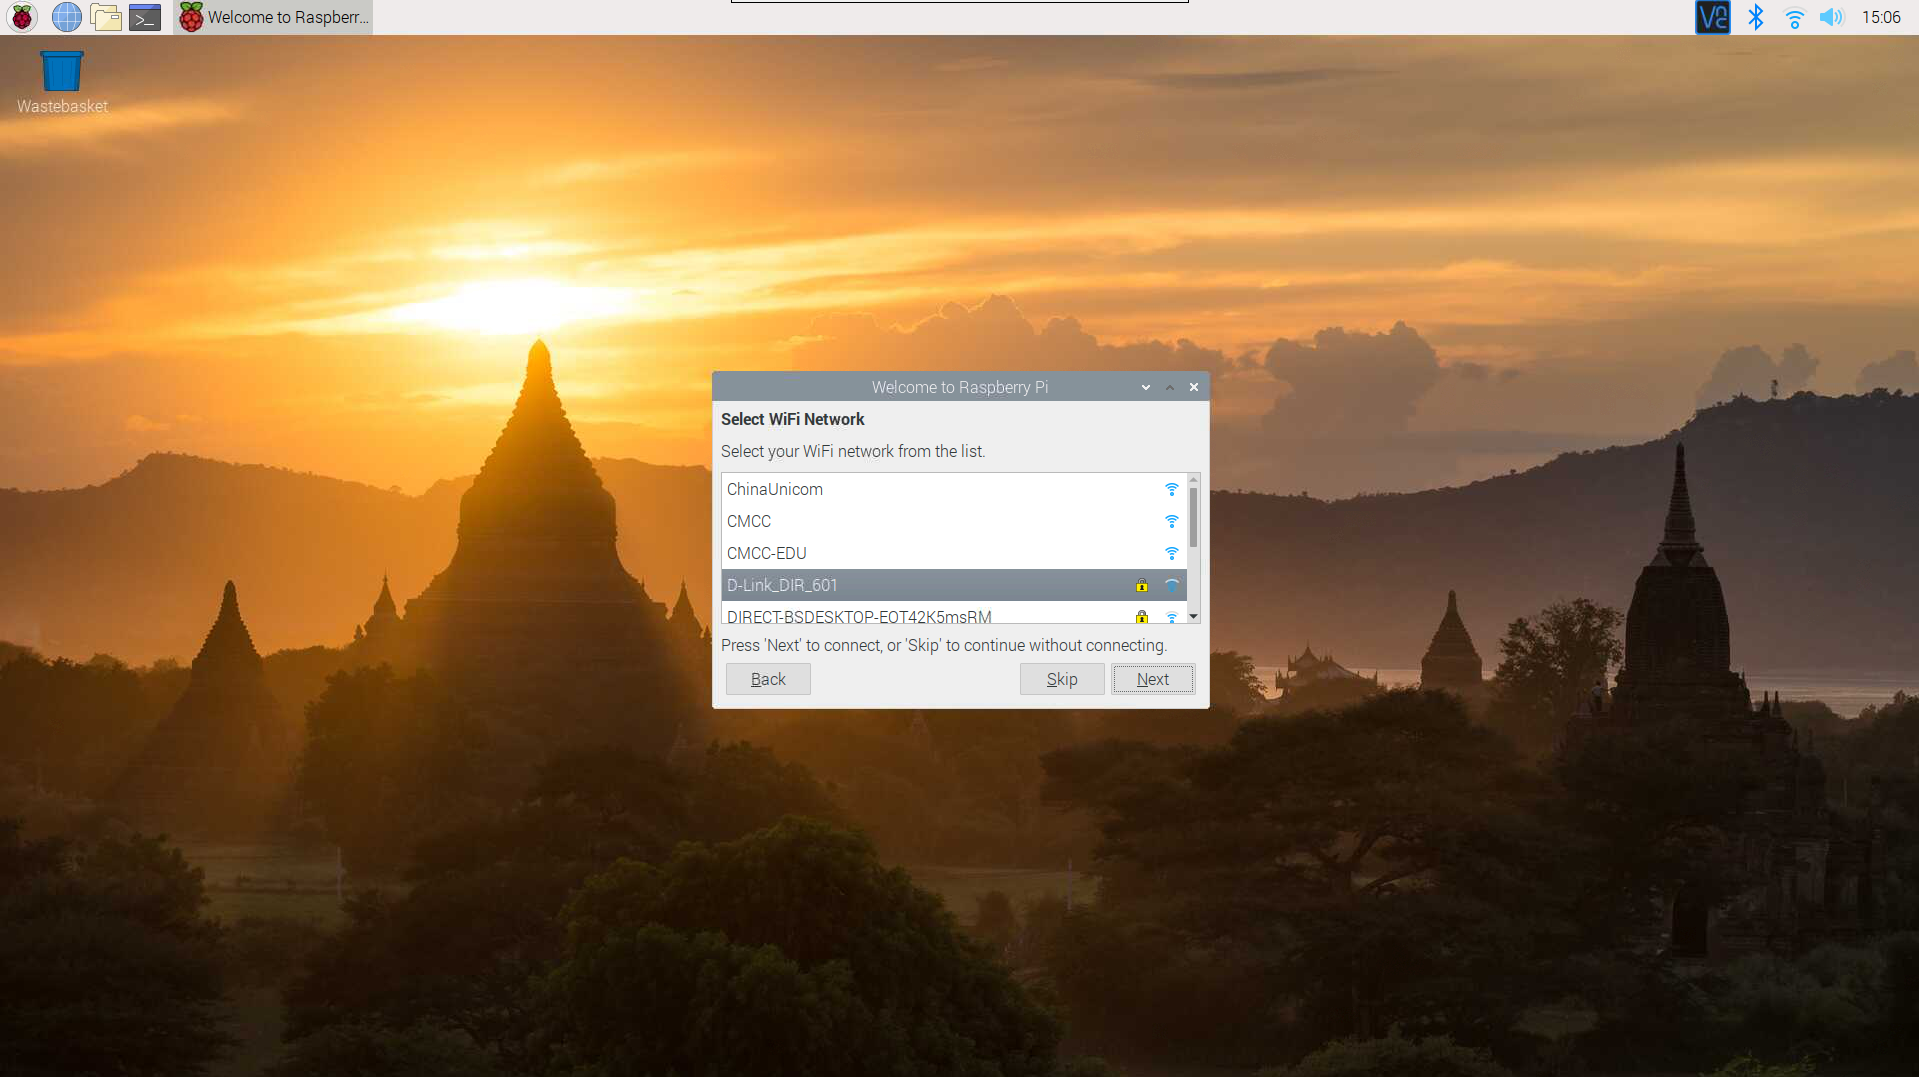 Welcome to Raspberr...
15:06
Wastebasket
Welcome to Raspberry Pi
Select WiFi Network
Select your WiFi network from the list.
ChinaUnicom
CMCC
CMCC-EDU
D-Link_DIR_601
DIRECT-BSDESKTOP-EOT42K5msRM
Press 'Next' to connect, or 'Skip' to continue without connecting.
Back
Skip
Next